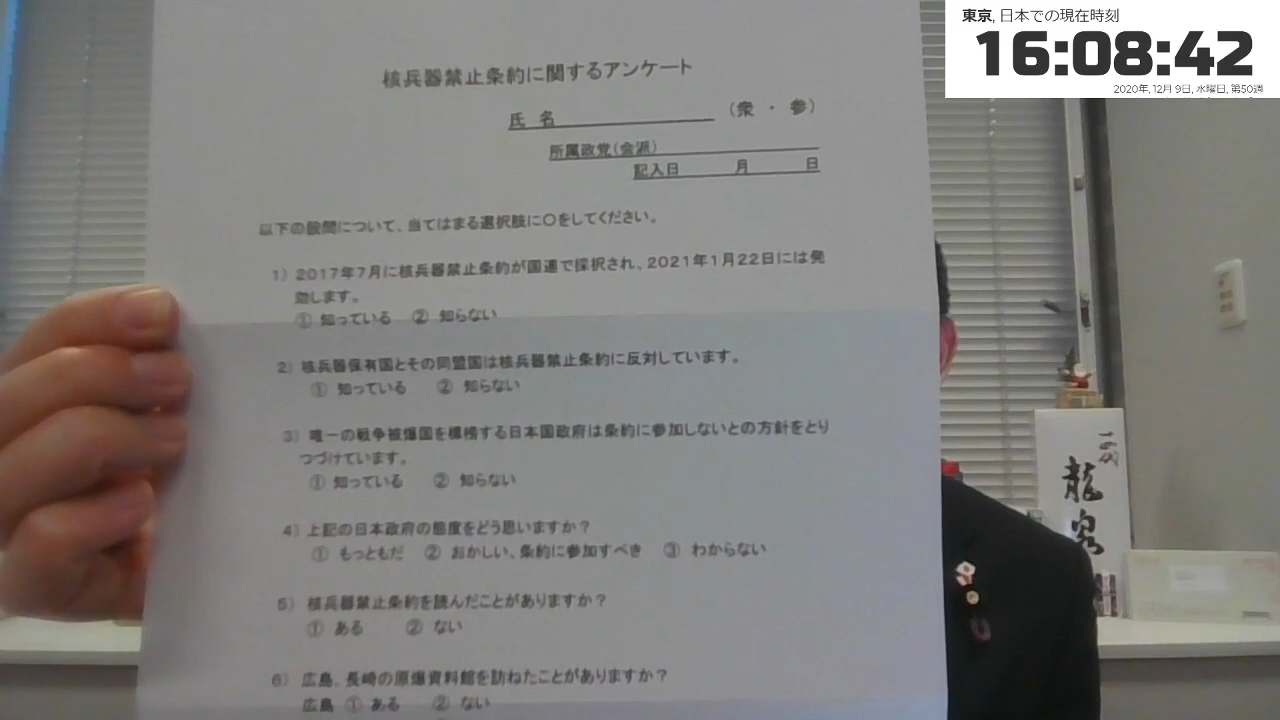 東京, 日本での現在時刻
16:08:42
2020年, 12月 9日, 水曜日, 第50週
核兵器禁止条約に関するアンケート
氏 名 （衆 ・ 参）
所属政党(会派)
記入日 月 日
以下の設問について、当てはまる選択肢に〇をしてください。
1） 2017年7月に核兵器禁止条約が国連で採択され、2021年1月22日には発
効します。
① 知っている ② 知らない
2） 核兵器保有国とその同盟国は核兵器禁止条約に反対しています。
① 知っている ② 知らない
3） 唯一の戦争被爆国を標榜する日本国政府は条約に参加しないとの方針をとり
つづけています。
① 知っている ② 知らない
4） 上記の日本政府の態度をどう思いますか？
① もっともだ ② おかしい、条約に参加すべき ③ わからない
5） 核兵器禁止条約を読んだことがありますか？
① ある ② ない
6） 広島、長崎の原爆資料館を訪ねたことがありますか？
広島 ① ある ② ない
龍泉